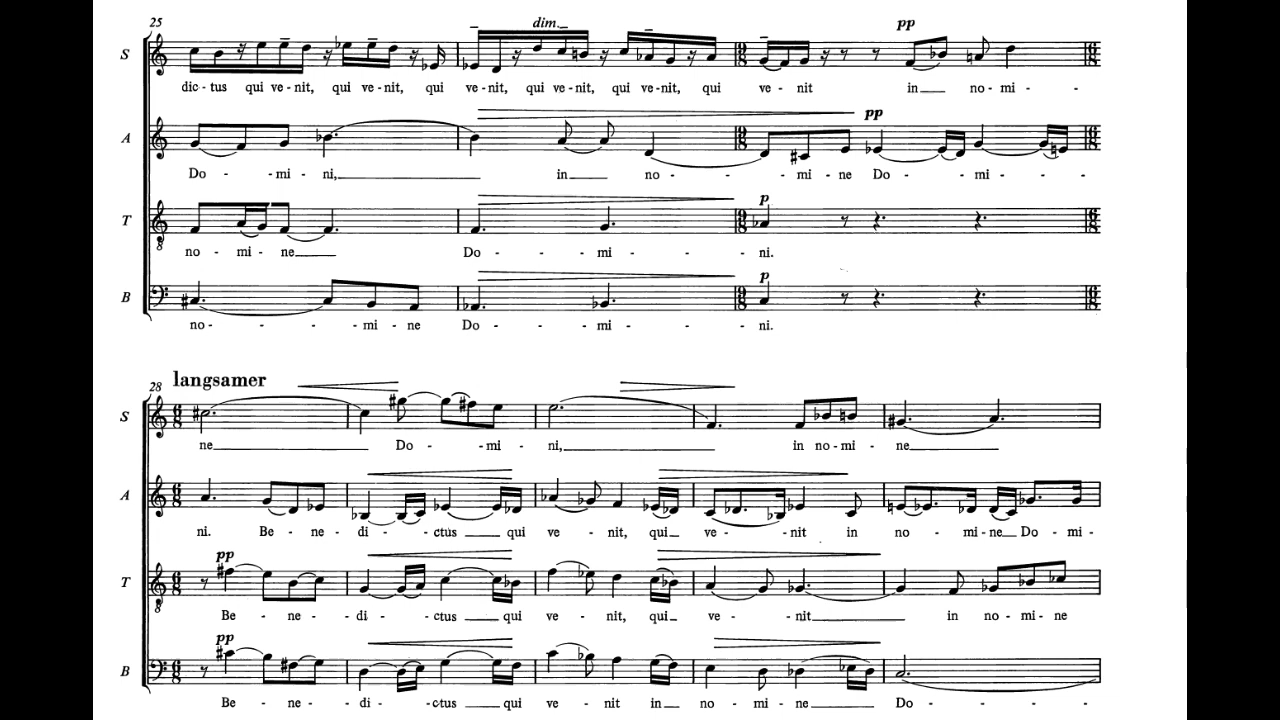 25
dim.
pp
S
dic - tus qui ve - nit, qui ve - nit, qui ve - nit, qui ve - nit, qui ve - nit, qui ve - nit in no - mi -
pp
A
Do - mi - ni, in no - mi - ne Do - mi -
p
T
no - mi - ne Do - mi - ni.
p
B
no - mi - ne Do - mi - ni.
28 langsamer
S
ne Do - mi - ni, in no - mi - ne
A
ni. Be - ne - di - ctus qui ve - nit, qui ve - nit in no - mi - ne Do - mi -
pp
T
Be - ne - di - ctus qui ve - nit, qui ve - nit in no - mi - ne
pp
B
Be - ne - di - ctus qui ve - nit in no - mi - ne Do -